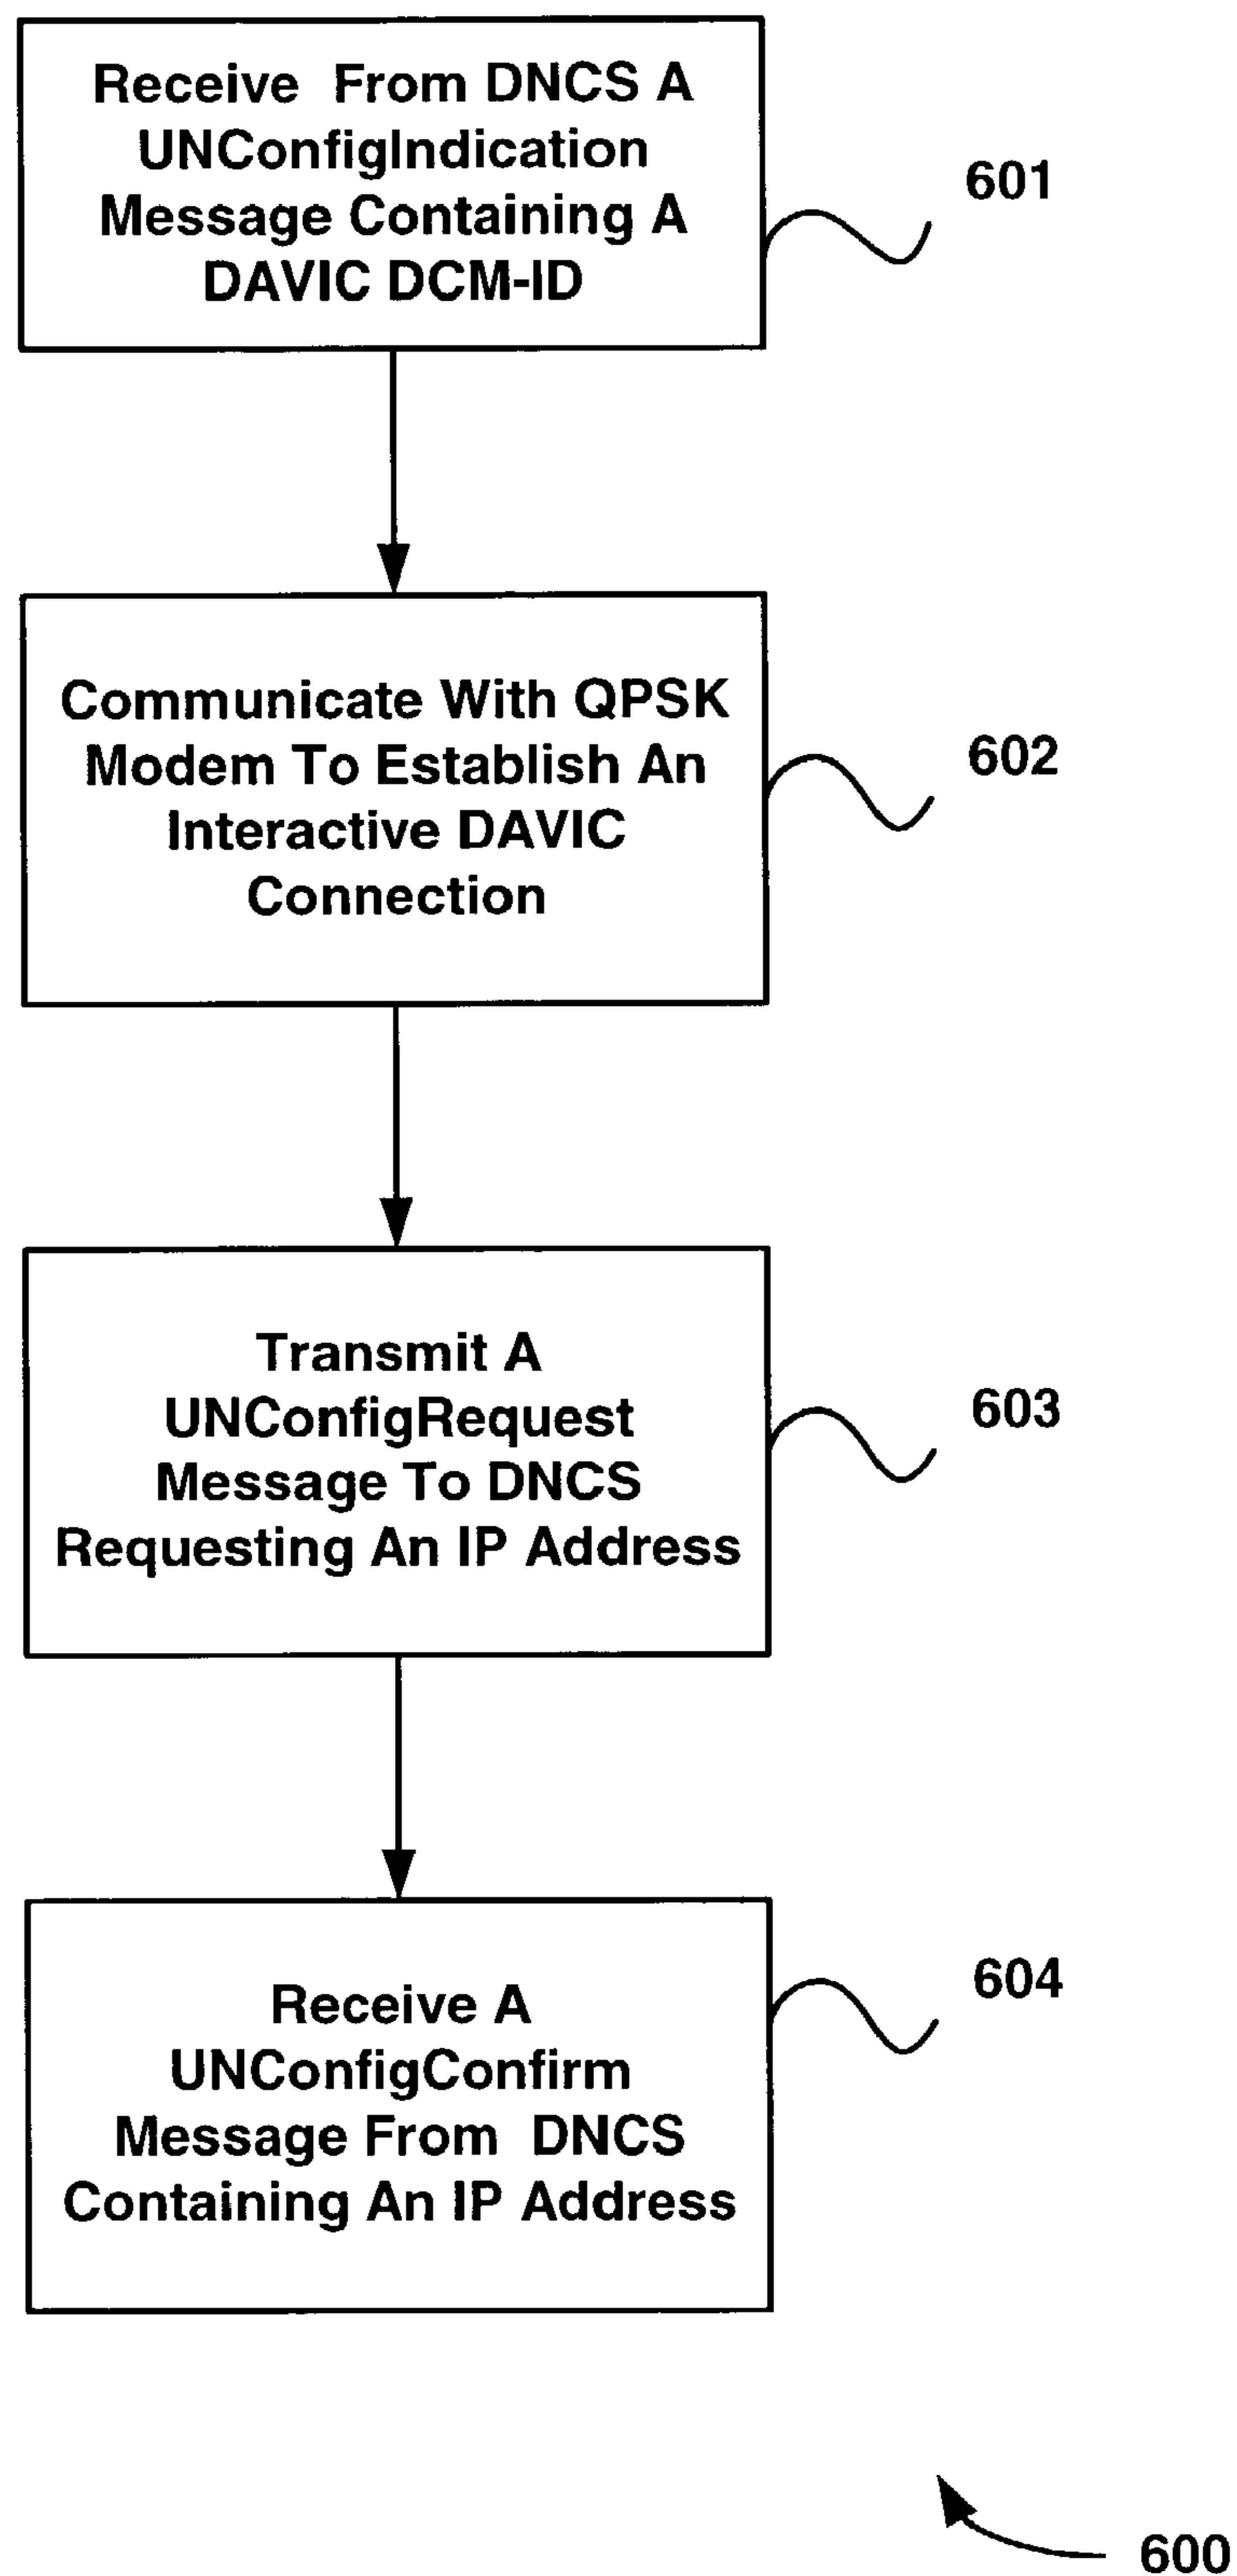 Receive From DNCS A
UNConfigIndication
Message Containing A
DAVIC DCM-ID
601
Communicate With QPSK
Modem To Establish An
Interactive DAVIC
Connection
602
Transmit A
UNConfigRequest
Message To DNCS
Requesting An IP Address
603
Receive A
UNConfigConfirm
Message From DNCS
Containing An IP Address
604
600